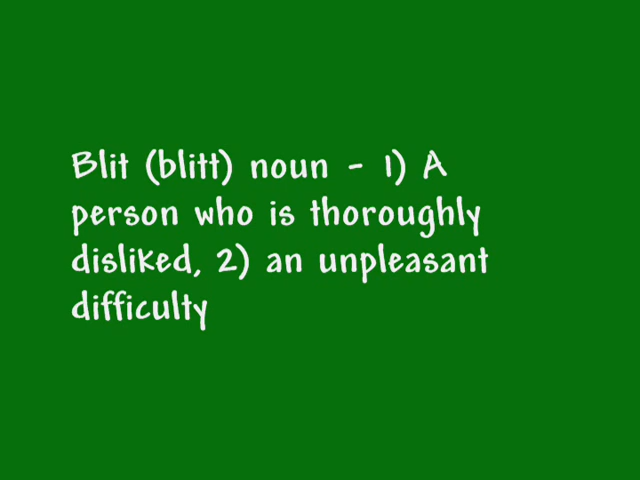 Blit (blitt) noun - 1) A
person who is thoroughly
disliked, 2) an unpleasant
difficulty